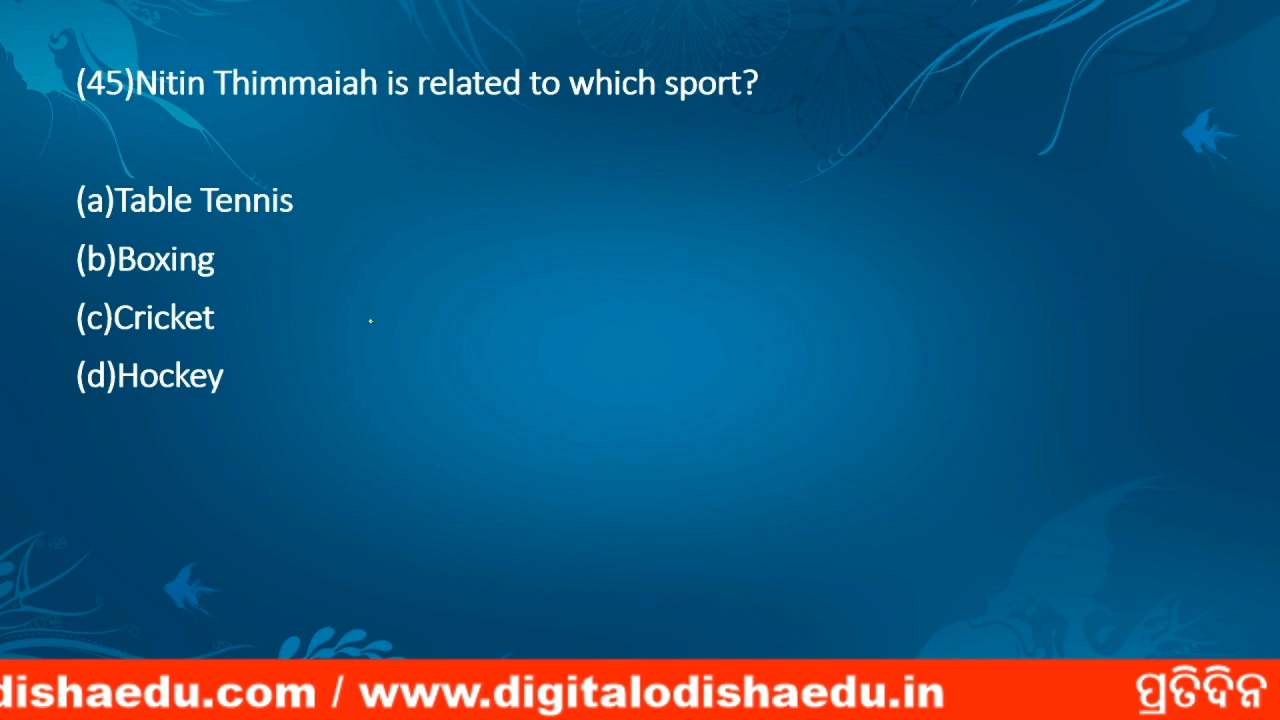 (45)Nitin Thimmaiah is related to which sport?
(a)Table Tennis
(b)Boxing
(c)Cricket
(d)Hockey
dishaedu.com / www.digitalodishaedu.in
ପ୍ରତିଦିନ